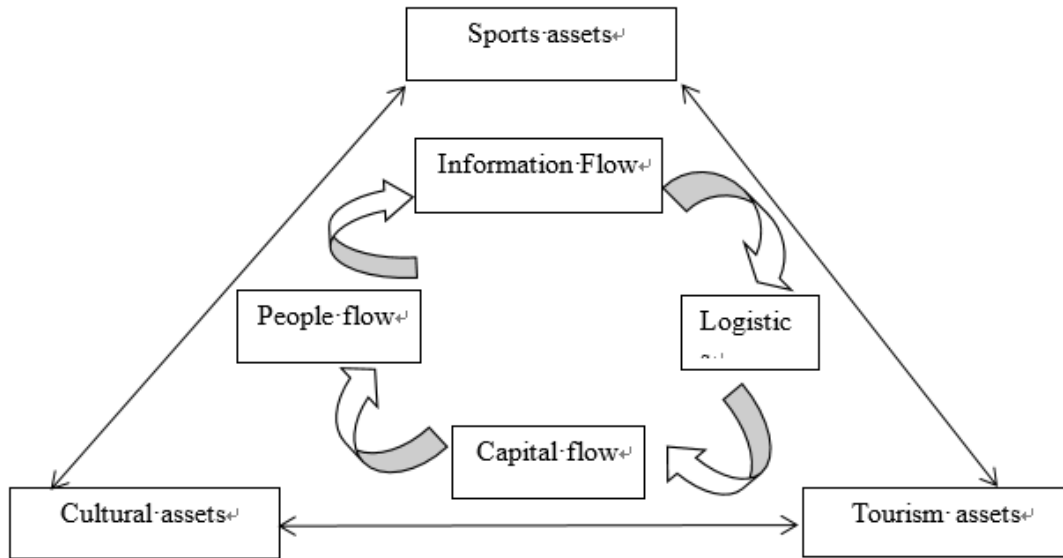 Sports·assets↵
Information·Flow↵
People·flow↵
Logistic
Capital·flow↵
Cultural·assets↵
Tourism· assets↵